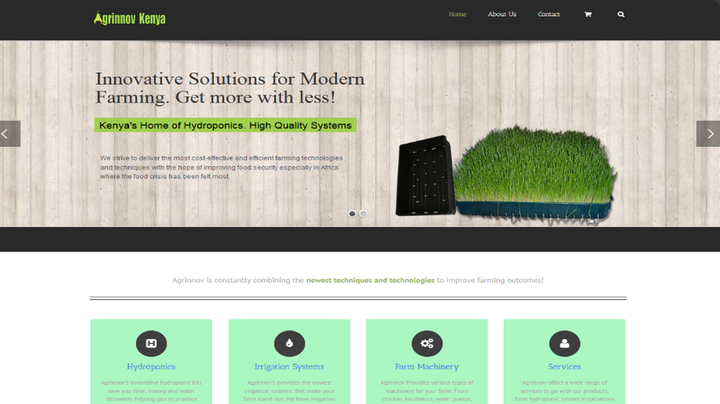 Agrinnov Kenya
Home About Us Contact
Innovative Solutions for Modern
Farming. Get more with less!
Kenya's Home of Hydroponics. High Quality Systems
We strive to deliver the most cost-effective and efficient farming technologies
and techniques with the hope of improving food security especially in Africa
where the food crisis has been felt most.
Agrinnov is constantly combining the newest techniques and technologies to improve farming outcomes!
Hydroponics
Agrinnov's innovative hydroponic kits
save you time, money and water
ultimately helping you to produce
Irrigation Systems
Agrinnov's provides the newest
irrigation systems that make your
farm stand out. We have irrigation
Farm Machinery
Agrinnov Provides various types of
machinery for your farm. From
chicken incubators, water pumps,
Services
Agrinnov offers a wide range of
services to go with our products,
from hydroponic system installations